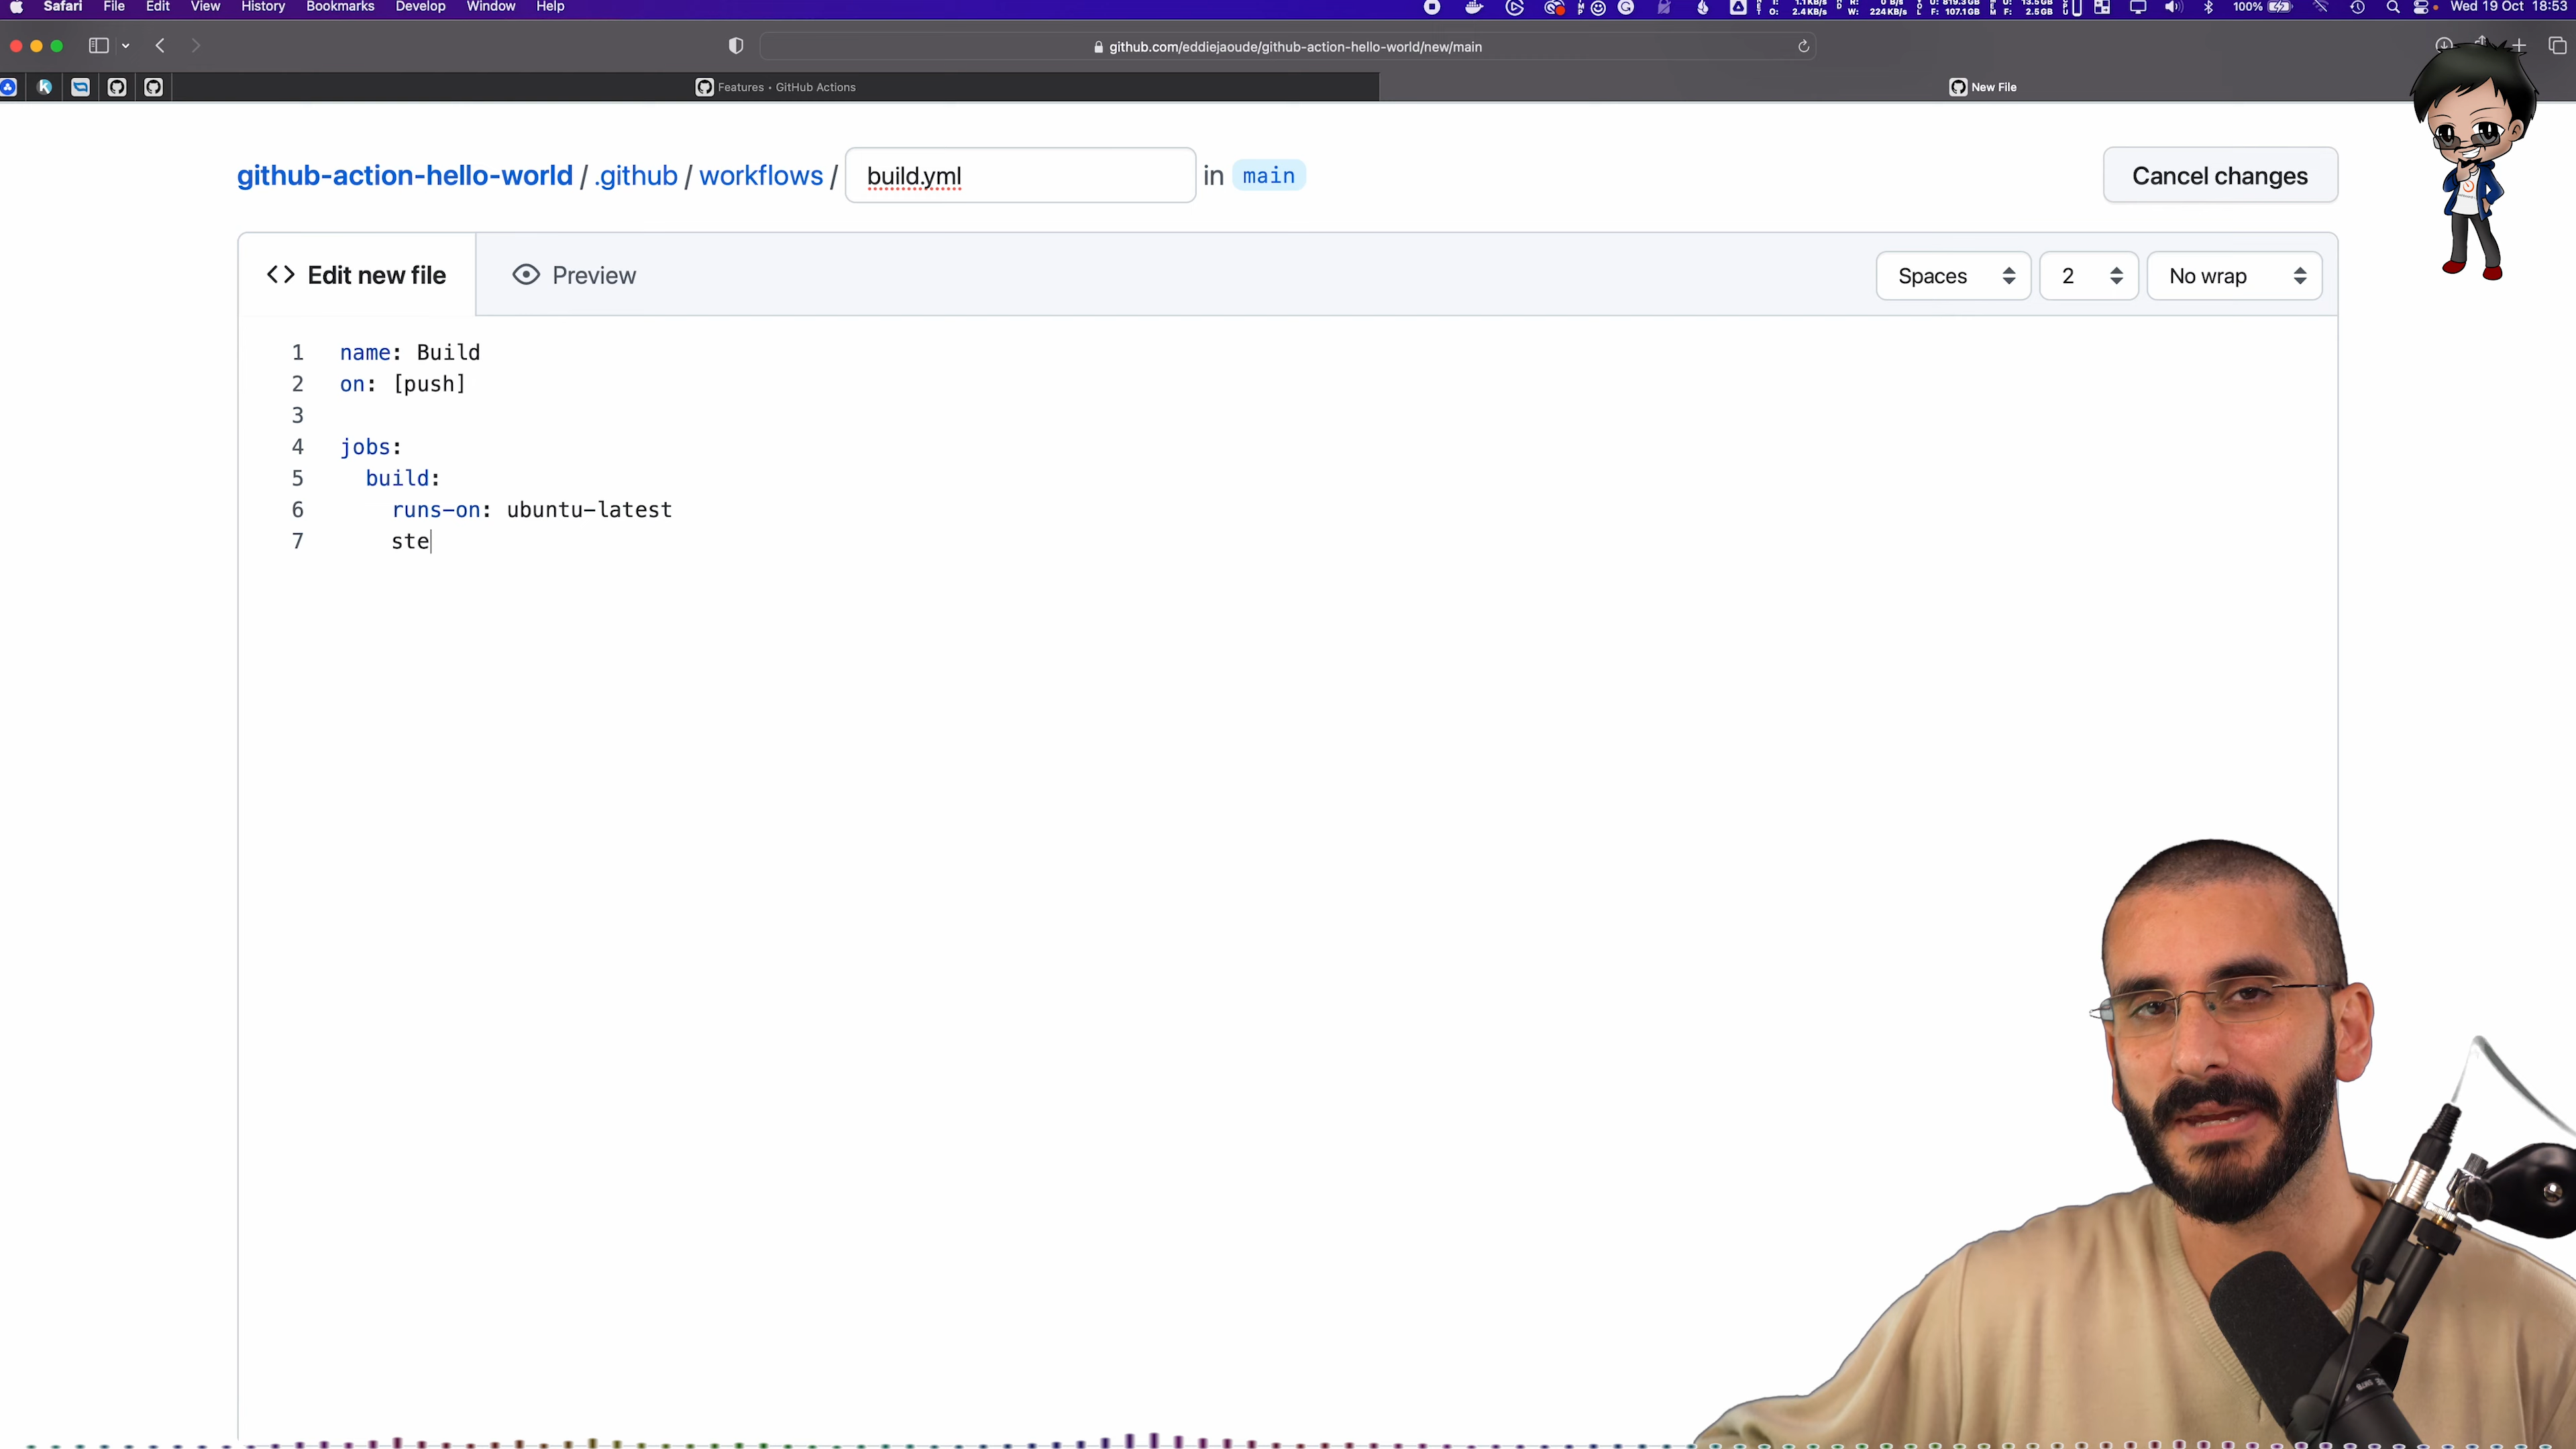 Safari File Edit View History Bookmarks Develop Window Help 100% Wed 19 Oct 18:53
github.com/eddiejaoude/github-action-hello-world/new/main
Features • GitHub Actions
New File
github-action-hello-world / .github / workflows / build.yml in main
Cancel changes
Edit new file
Preview
Spaces
2
No wrap
1 name: Build
2 on: [push]
3
4 jobs:
5 build:
6 runs-on: ubuntu-latest
7 ste